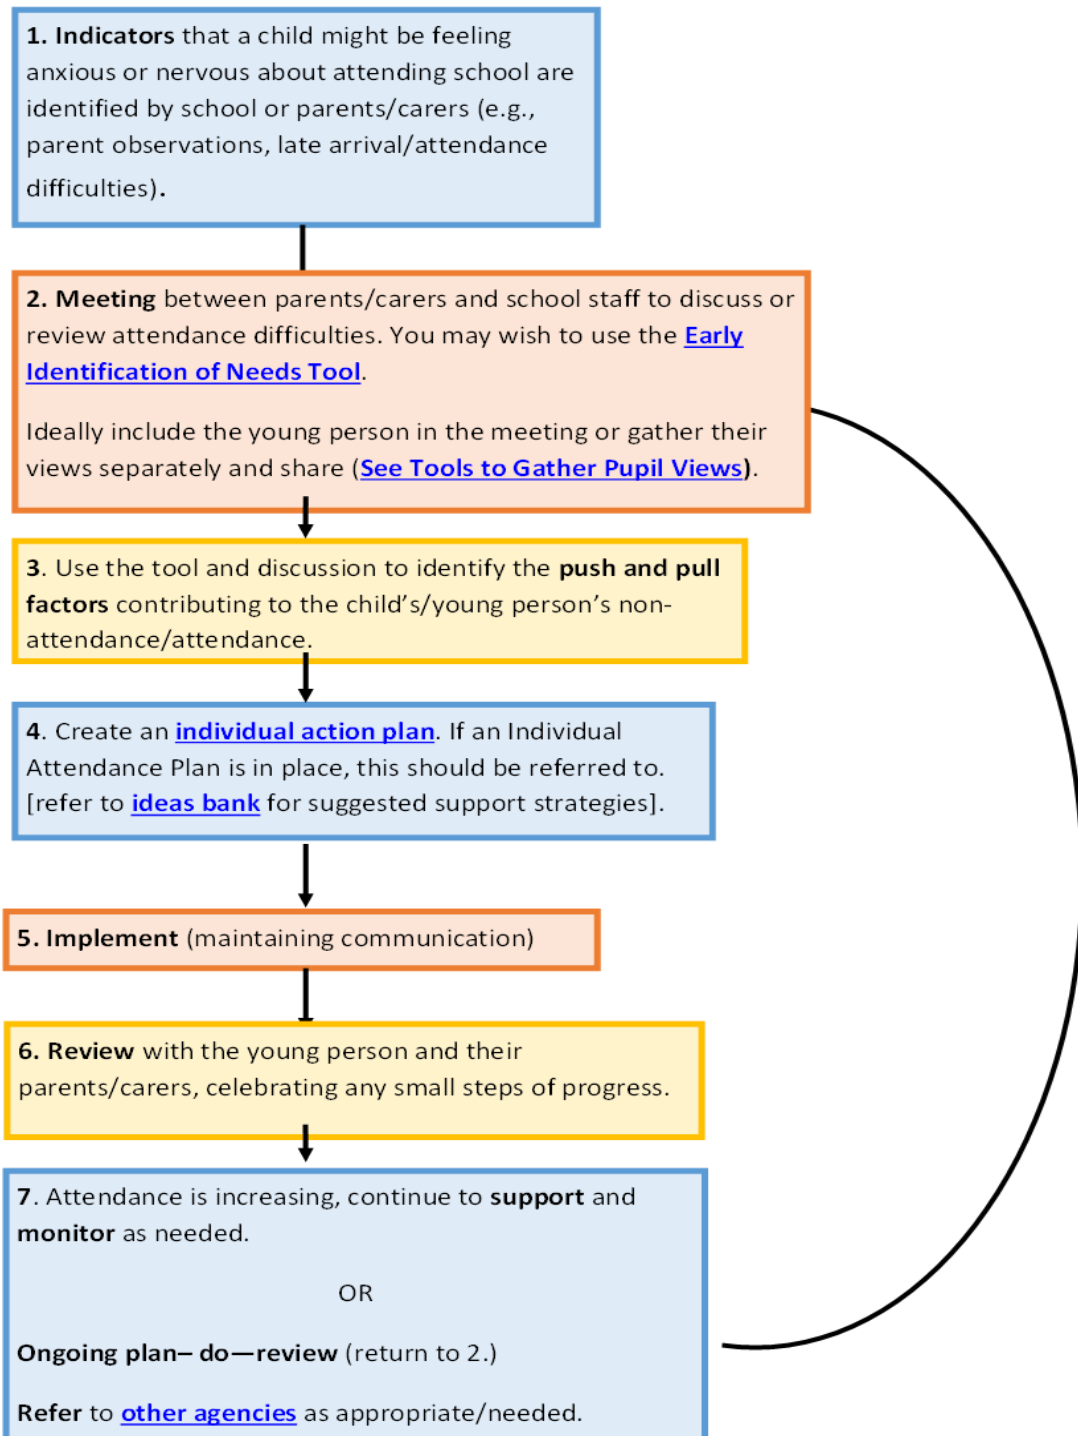 1. Indicators that a child might be feeling
anxious or nervous about attending school are
identified by school or parents/carers (e.g.,
parent observations, late arrival/attendance
difficulties).
2. Meeting between parents/carers and school staff to discuss or
review attendance difficulties. You may wish to use the Early
Identification of Needs Tool.
Ideally include the young person in the meeting or gather their
views separately and share (See Tools to Gather Pupil Views).
3. Use the tool and discussion to identify the push and pull
factors contributing to the child’s/young person’s non-
attendance/attendance.
4. Create an individual action plan. If an Individual
Attendance Plan is in place, this should be referred to.
[refer to ideas bank for suggested support strategies].
5. Implement (maintaining communication)
6. Review with the young person and their
parents/carers, celebrating any small steps of progress.
7. Attendance is increasing, continue to support and
monitor as needed.
OR
Ongoing plan– do—review (return to 2.)
Refer to other agencies as appropriate/needed.